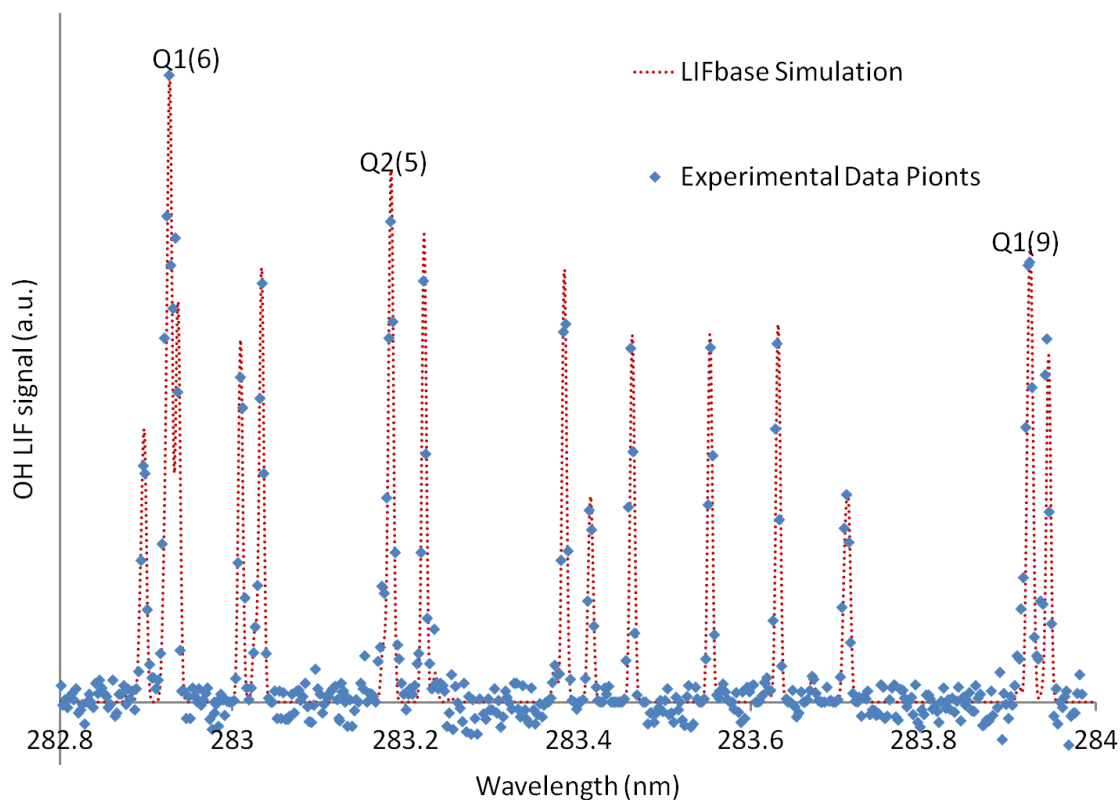 Q1(6)
LIFbase Simulation
Q2(5)
Experimental Data Pionts
Q1(9)
OH LIF signal (a.u.)
282.8 283 283.2 283.4 283.6 283.8 284
Wavelength (nm)